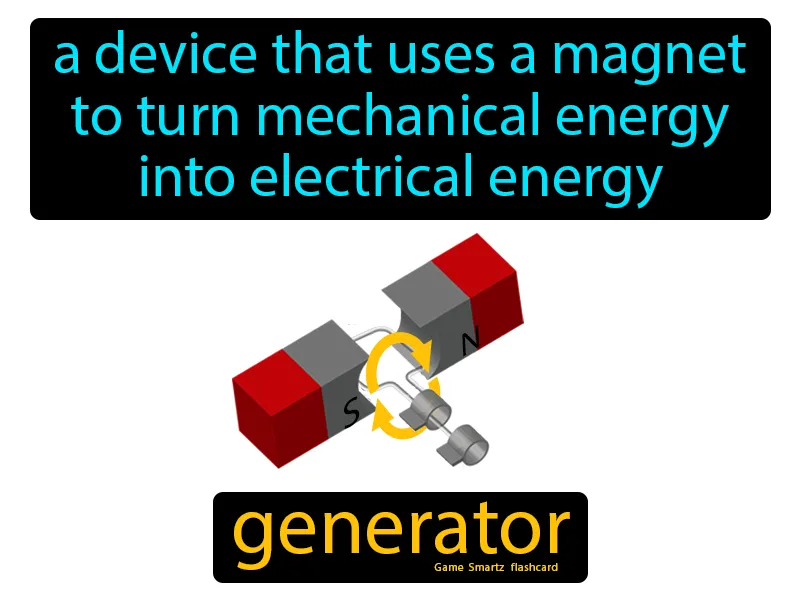 a device that uses a magnet
to turn mechanical energy
into electrical energy
N
S
generator
Game Smartz flashcard